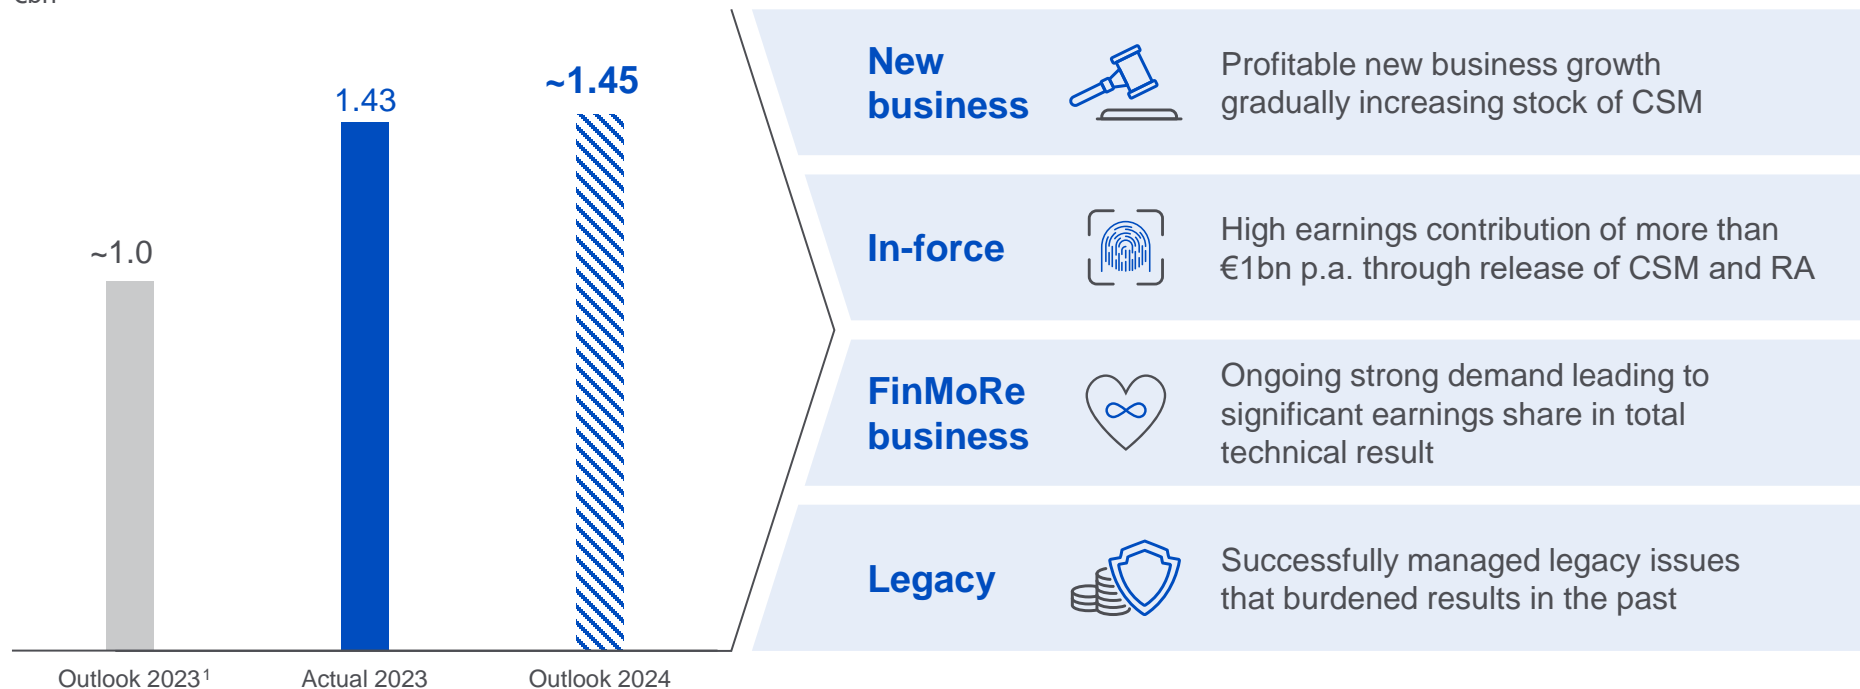 €bn
~1.0
1.43
~1.45
Outlook 2023¹
Actual 2023
Outlook 2024
New
business
Profitable new business growth
gradually increasing stock of CSM
In-force
High earnings contribution of more than
€1bn p.a. through release of CSM and RA
FinMoRe
business
Ongoing strong demand leading to
significant earnings share in total
technical result
Legacy
Successfully managed legacy issues
that burdened results in the past